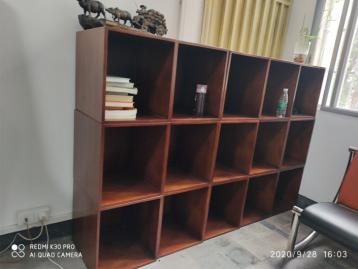 REDMI K30 PRO
AI QUAD CAMERA
2020/9/28 16:03